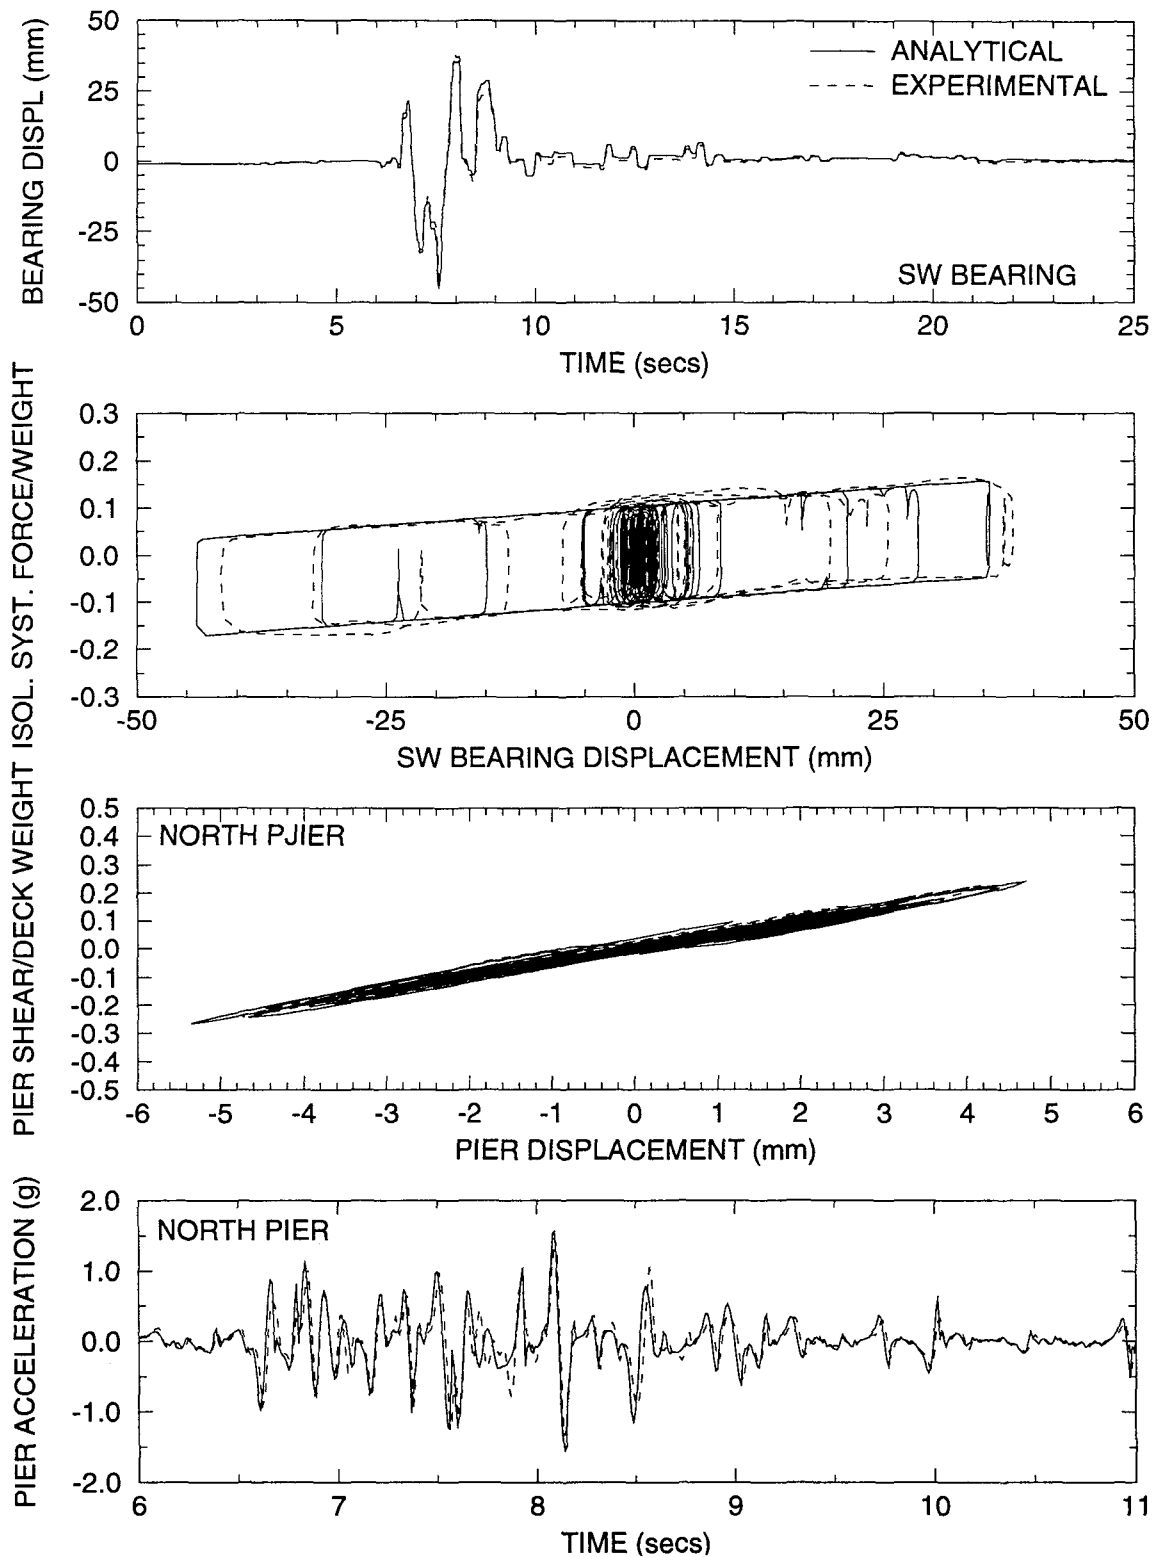 BEARING DISPL (mm)
50
25
0
-25
-50
ANALYTICAL
EXPERIMENTAL
SW BEARING
0 5 10 15 20 25
TIME (secs)
ISOL. SYST. FORCE/WEIGHT
0.3
0.2
0.1
0.0
-0.1
-0.2
-0.3
-50 -25 0 25 50
SW BEARING DISPLACEMENT (mm)
PIER SHEAR/DECK WEIGHT
0.5
0.4
0.3
0.2
0.1
0.0
-0.1
-0.2
-0.3
-0.4
-0.5
NORTH PJIER
-6 -5 -4 -3 -2 -1 0 1 2 3 4 5 6
PIER DISPLACEMENT (mm)
PIER ACCELERATION (g)
2.0
1.0
0.0
-1.0
-2.0
NORTH PIER
6 7 8 9 10 11
TIME (secs)